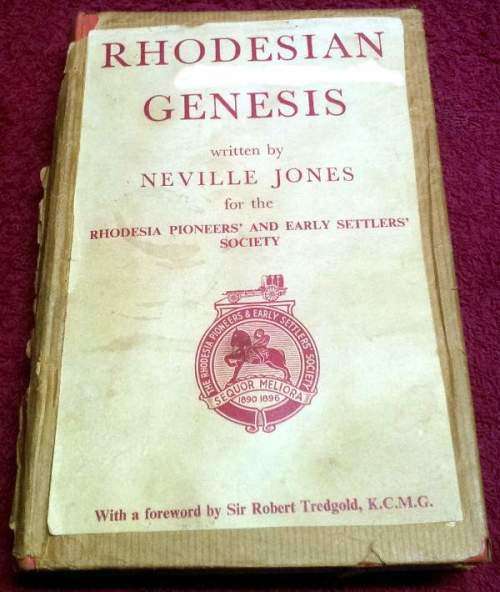 RHODESIAN
GENESIS
written by
NEVILLE JONES
for the
RHODESIA PIONEERS' AND EARLY SETTLERS'
SOCIETY
THE RHODESIA PIONEERS & EARLY SETTLERS' SOCIETY
SEQUOR MELIORA
1890 1896
With a foreword by Sir Robert Tredgold, K.C.M.G.